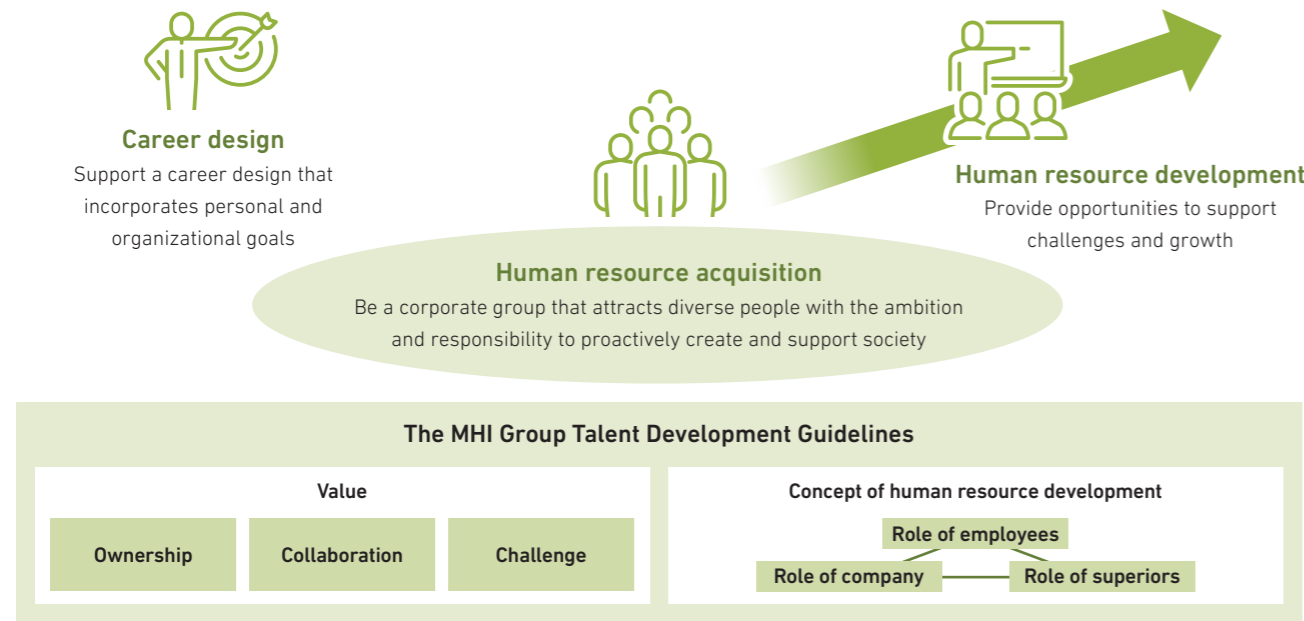 Career design
Support a career design that
incorporates personal and
organizational goals
Human resource development
Provide opportunities to support
challenges and growth
Human resource acquisition
Be a corporate group that attracts diverse people with the ambition
and responsibility to proactively create and support society
The MHI Group Talent Development Guidelines
Value
Ownership
Collaboration
Challenge
Concept of human resource development
Role of employees
Role of company
Role of superiors